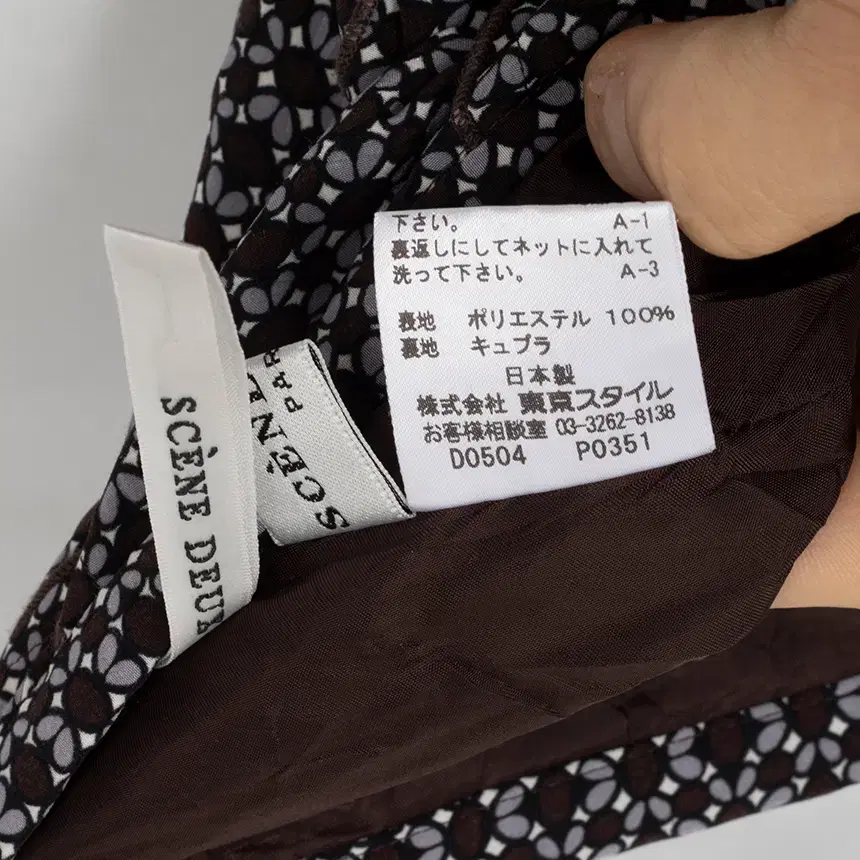 下さい。 A-1
裏返しにしてネットに入れて
洗って下さい。 A-3
表地 ポリエステル 100%
裏地 キュプラ
日本製
株式会社 東京スタイル
お客様相談室 03-3262-8138
D0504 P0351
SCÈNE DEUX
SCÈNE
PAR